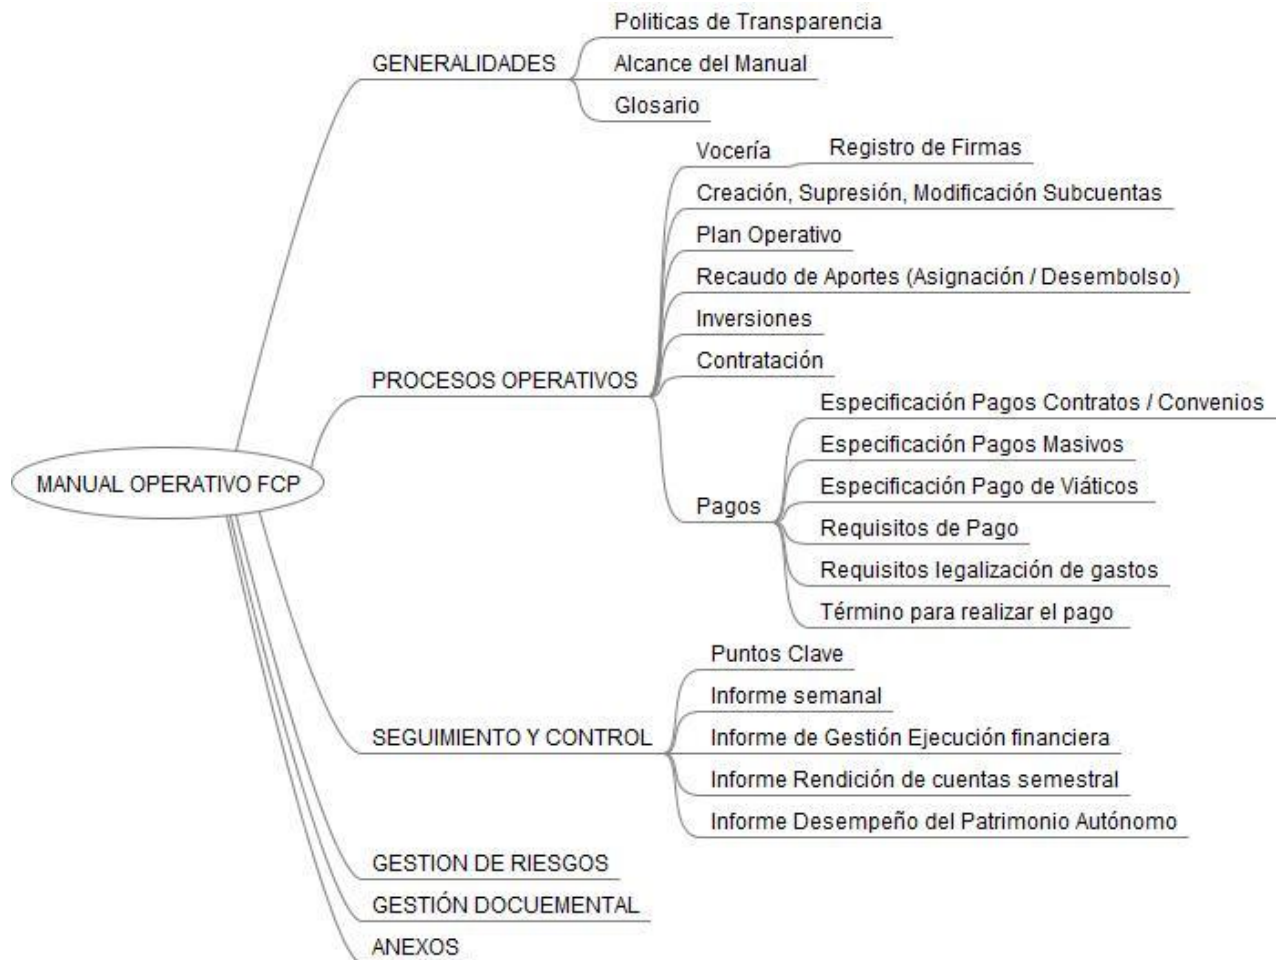 MANUAL OPERATIVO FCP
GENERALIDADES
Politicas de Transparencia
Alcance del Manual
Glosario
PROCESOS OPERATIVOS
Vocería
Registro de Firmas
Creación, Supresión, Modificación Subcuentas
Plan Operativo
Recaudo de Aportes (Asignación / Desembolso)
Inversiones
Contratación
Pagos
Especificación Pagos Contratos / Convenios
Especificación Pagos Masivos
Especificación Pago de Viáticos
Requisitos de Pago
Requisitos legalización de gastos
Término para realizar el pago
SEGUIMIENTO Y CONTROL
Puntos Clave
Informe semanal
Informe de Gestión Ejecución financiera
Informe Rendición de cuentas semestral
Informe Desempeño del Patrimonio Autónomo
GESTION DE RIESGOS
GESTIÓN DOCUEMENTAL
ANEXOS